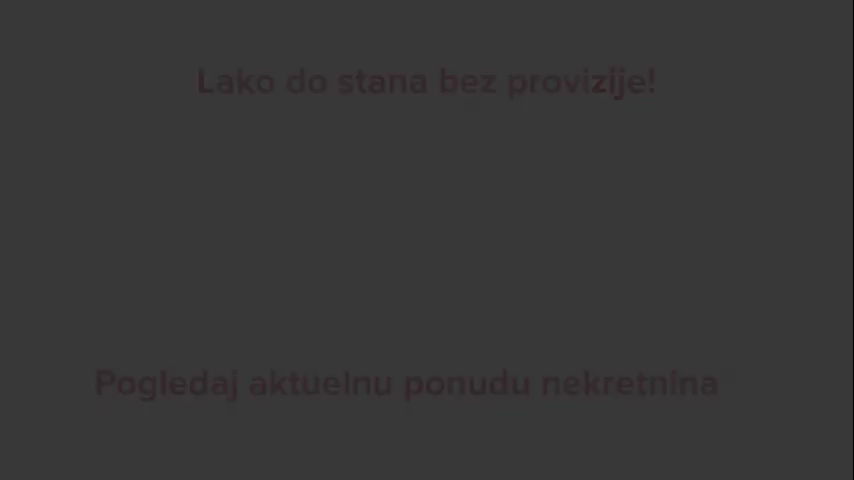 Lako do stana bez provizije!
Pogledaj aktuelnu ponudu nekretnina